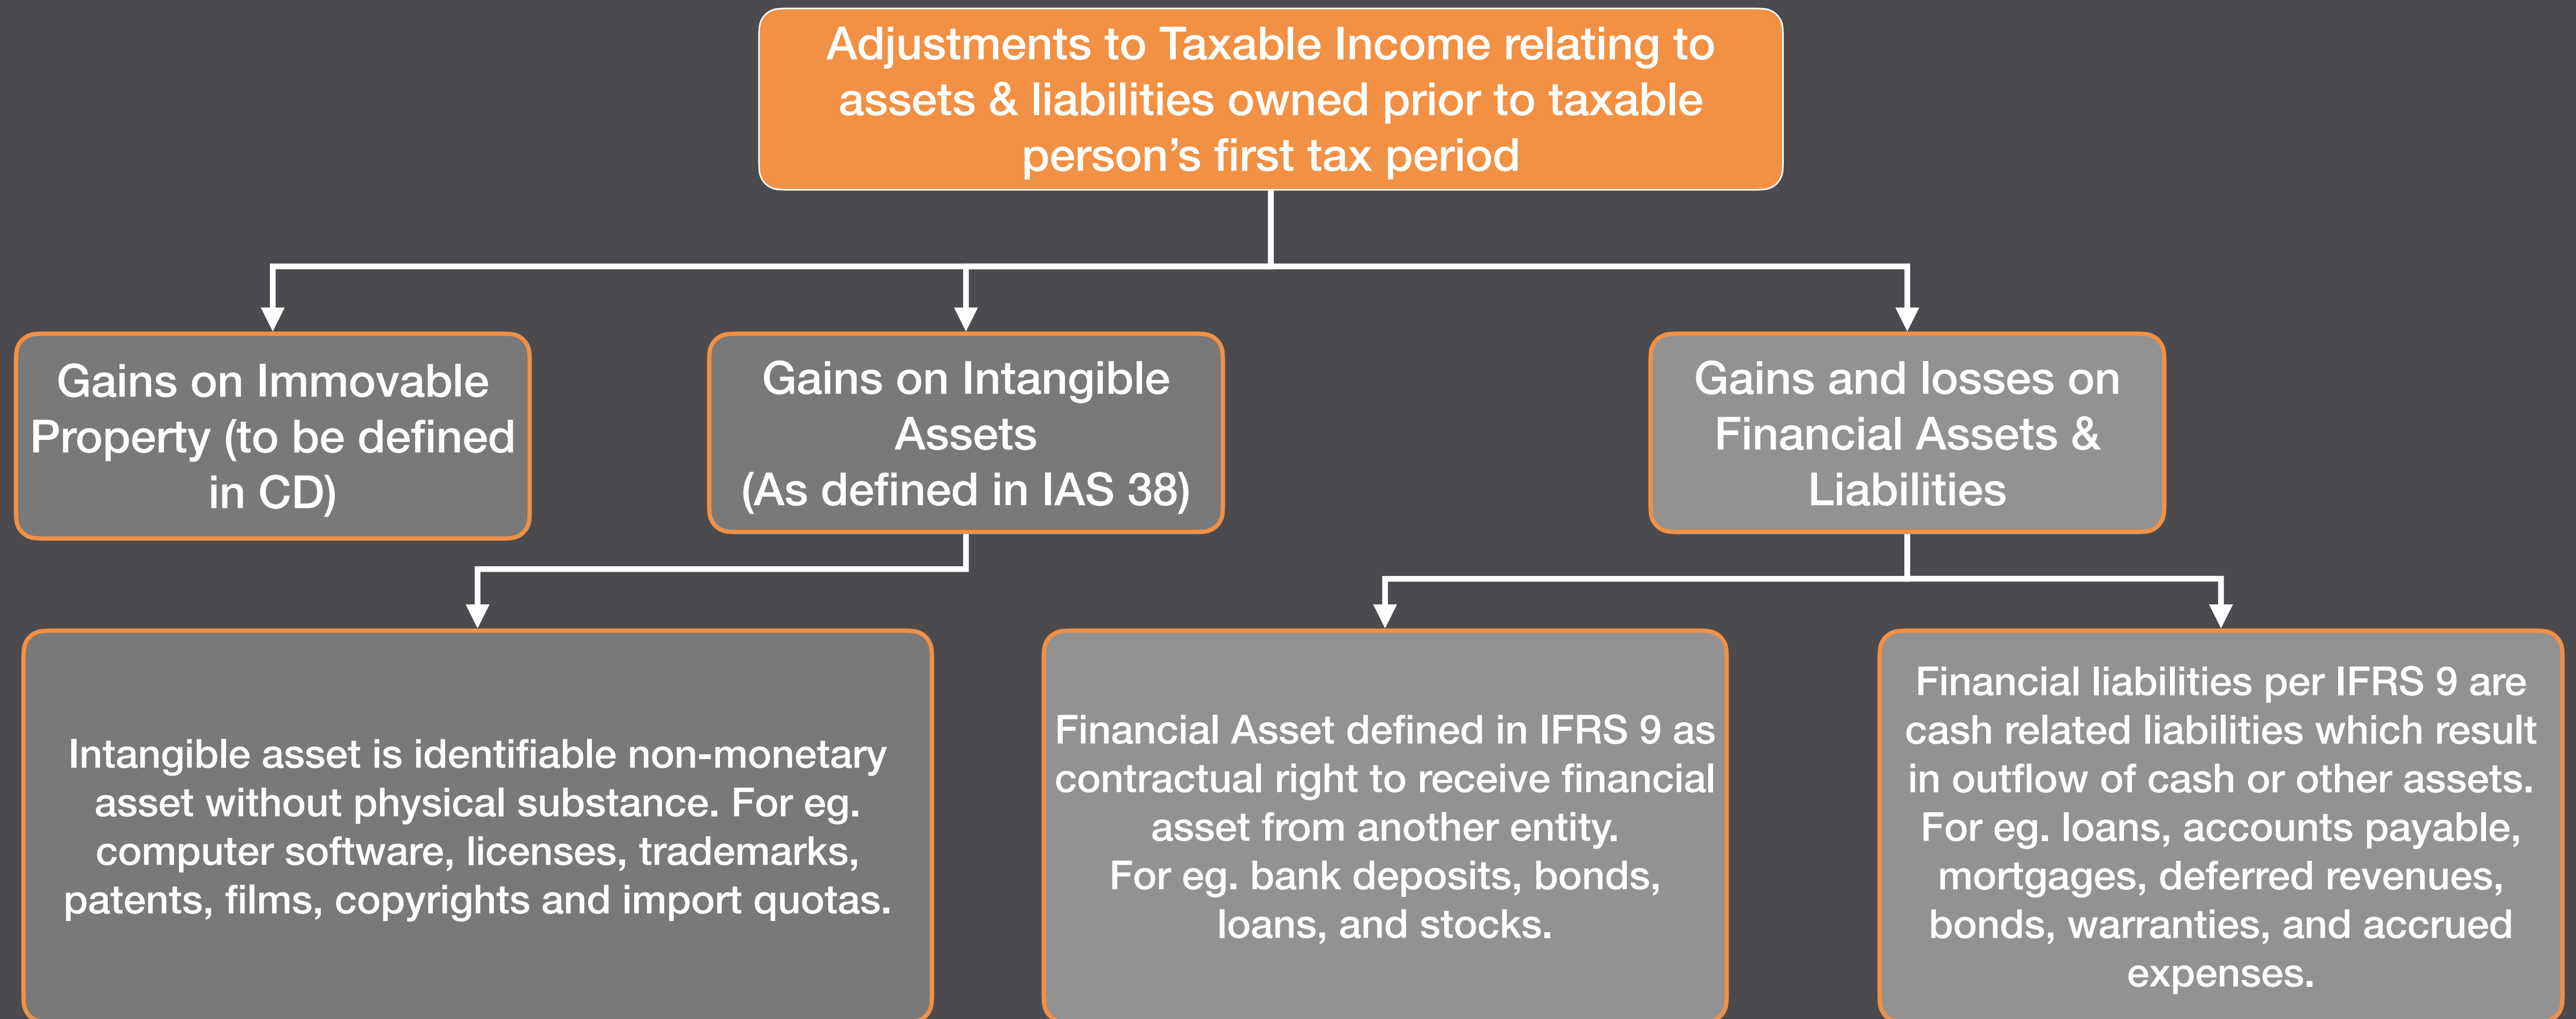 Adjustments to Taxable Income relating to
assets & liabilities owned prior to taxable
person’s first tax period
Gains on Immovable
Property (to be defined
in CD)
Gains on Intangible
Assets
(As defined in IAS 38)
Gains and losses on
Financial Assets &
Liabilities
Intangible asset is identifiable non-monetary
asset without physical substance. For eg.
computer software, licenses, trademarks,
patents, films, copyrights and import quotas.
Financial Asset defined in IFRS 9 as
contractual right to receive financial
asset from another entity.
For eg. bank deposits, bonds,
loans, and stocks.
Financial liabilities per IFRS 9 are
cash related liabilities which result
in outflow of cash or other assets.
For eg. loans, accounts payable,
mortgages, deferred revenues,
bonds, warranties, and accrued
expenses.